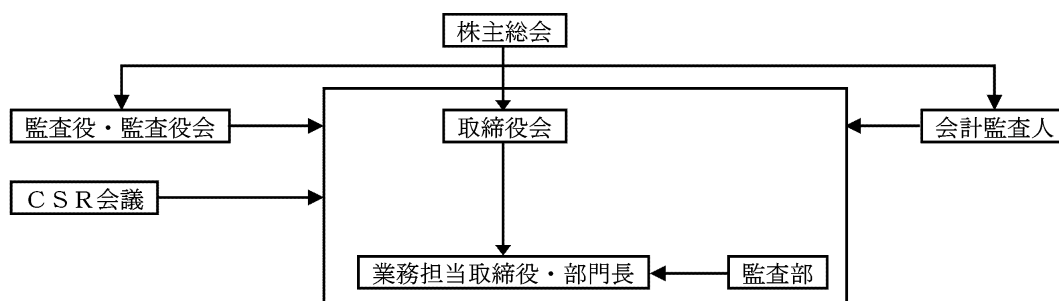 株主総会
監査役・監査役会
取締役会
会計監査人
ＣＳＲ会議
業務担当取締役・部門長
監査部